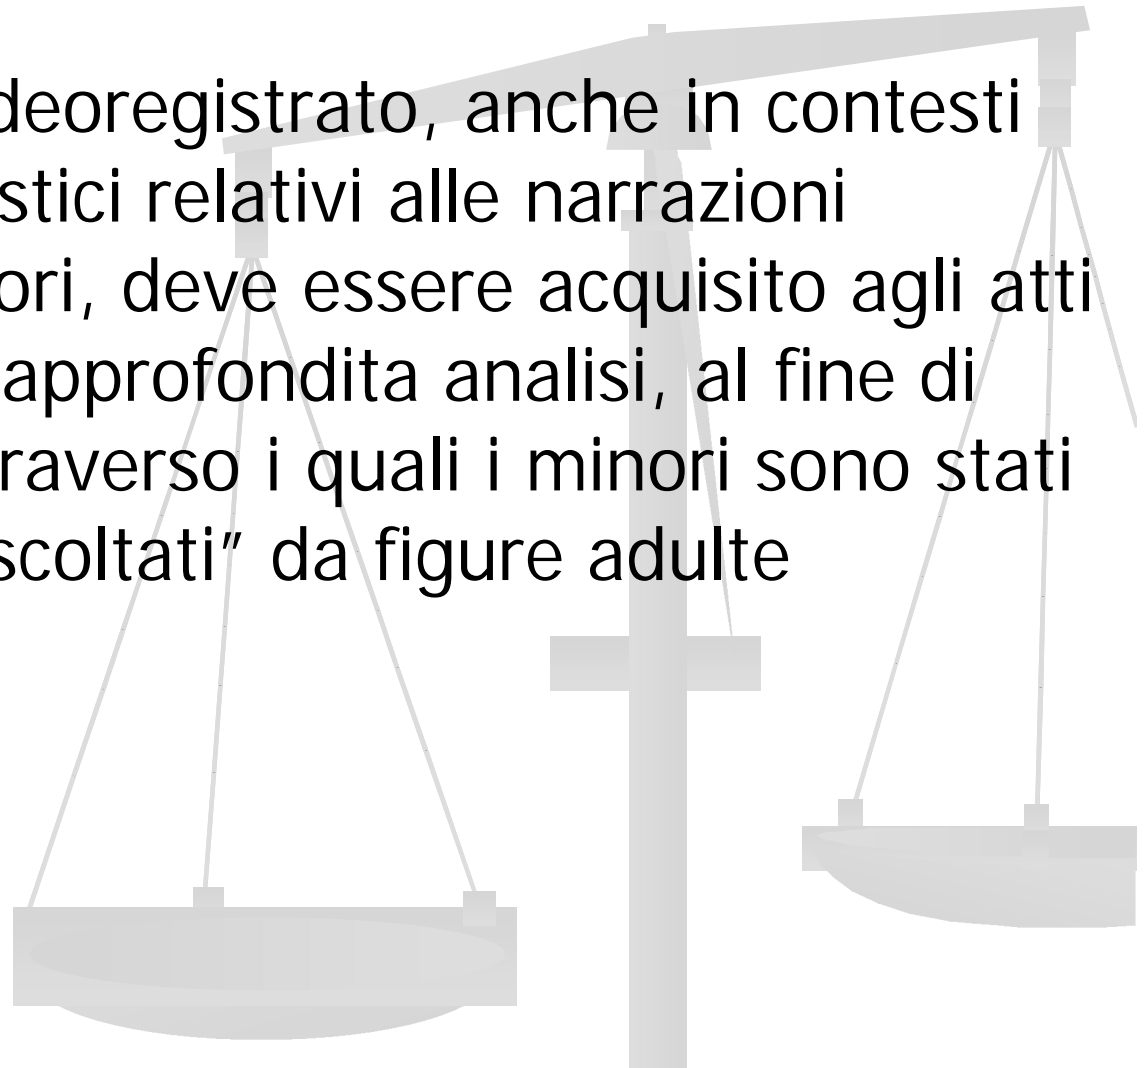 deoregistrato, anche in contesti
stici relativi alle narrazioni
ori, deve essere acquisito agli atti
approfondita analisi, al fine di
raverso i quali i minori sono stati
scoltati" da figure adulte